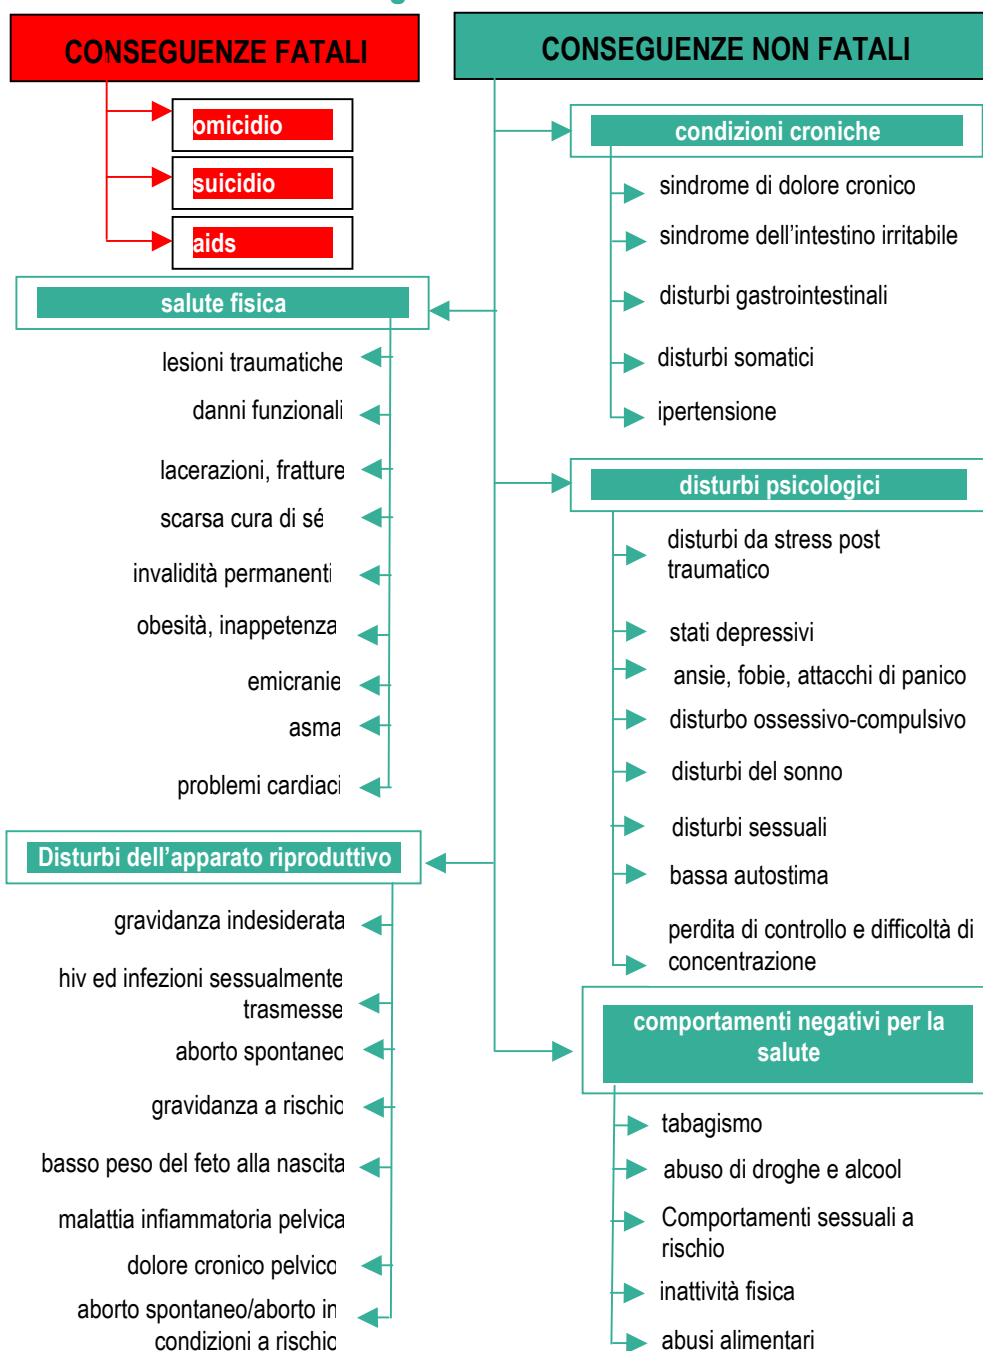 CONSEGUENZE FATALI
omicidio
suicidio
aids
salute fisica
lesioni traumatiche
danni funzionali
lacerazioni, fratture
scarsa cura di sé
invalidità permanenti
obesità, inappetenza
emicranie
asma
problemi cardiaci
Disturbi dell'apparato riproduttivo
gravidanza indesiderata
hiv ed infezioni sessualmente
trasmesse
aborto spontaneo
gravidanza a rischio
basso peso del feto alla nascita
malattia infiammatoria pelvica
dolore cronico pelvico
aborto spontaneo/aborto in
condizioni a rischio
CONSEGUENZE NON FATALI
condizioni croniche
sindrome di dolore cronico
sindrome dell'intestino irritabile
disturbi gastrointestinali
disturbi somatici
ipertensione
disturbi psicologici
disturbi da stress post
traumatico
stati depressivi
ansie, fobie, attacchi di panico
disturbo ossessivo-compulsivo
disturbi del sonno
disturbi sessuali
bassa autostima
perdita di controllo e difficoltà di
concentrazione
comportamenti negativi per la
salute
tabagismo
abuso di droghe e alcool
Comportamenti sessuali a
rischio
inattività fisica
abusi alimentari